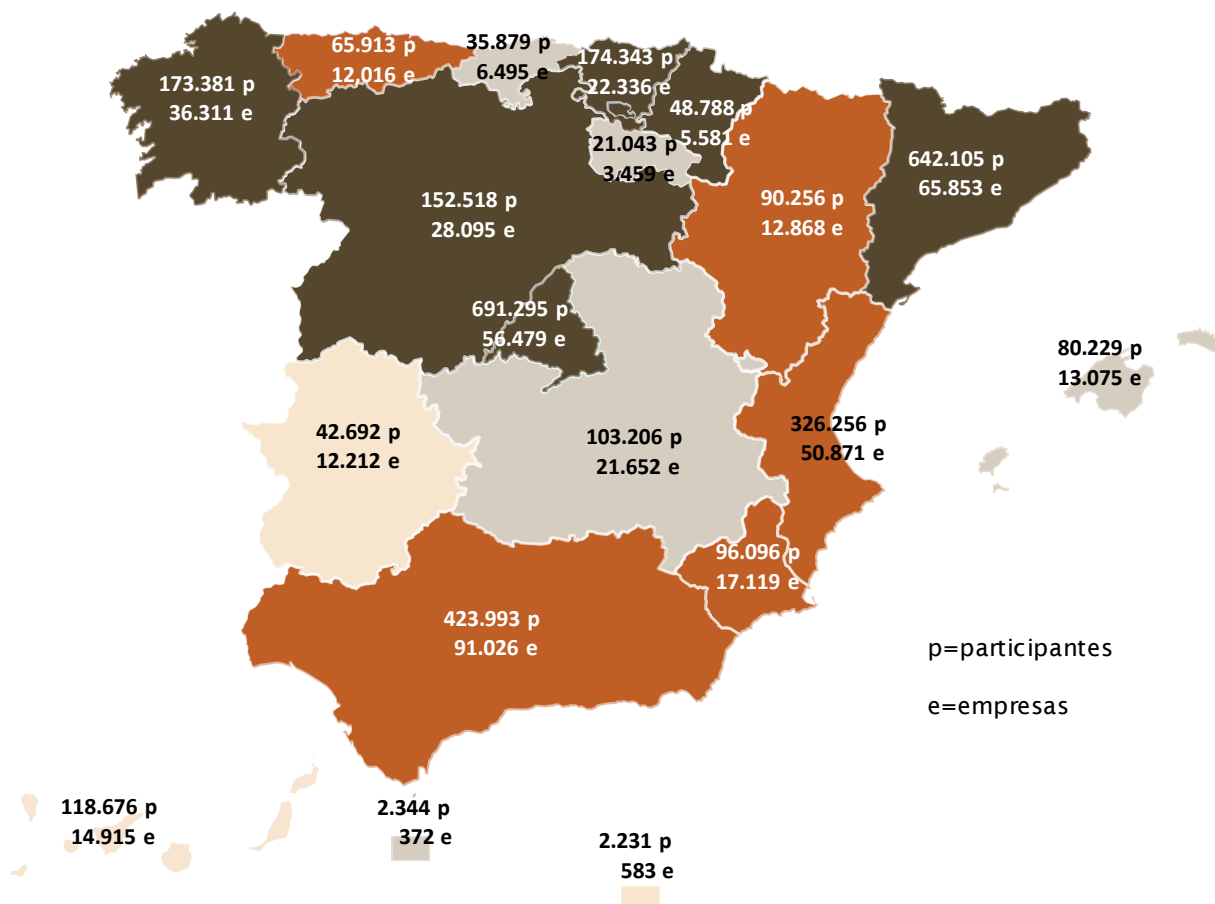 65.913 p
12.016 e
35.879 p
6.495 e
174.343 p
22.336 e
173.381 p
36.311 e
48.788 p
5.581 e
21.043 p
3.459 e
642.105 p
65.853 e
152.518 p
28.095 e
90.256 p
12.868 e
691.295 p
56.479 e
80.229 p
13.075 e
42.692 p
12.212 e
103.206 p
21.652 e
326.256 p
50.871 e
96.096 p
17.119 e
423.993 p
91.026 e
p=participantes
e=empresas
118.676 p
14.915 e
2.344 p
372 e
2.231 p
583 e